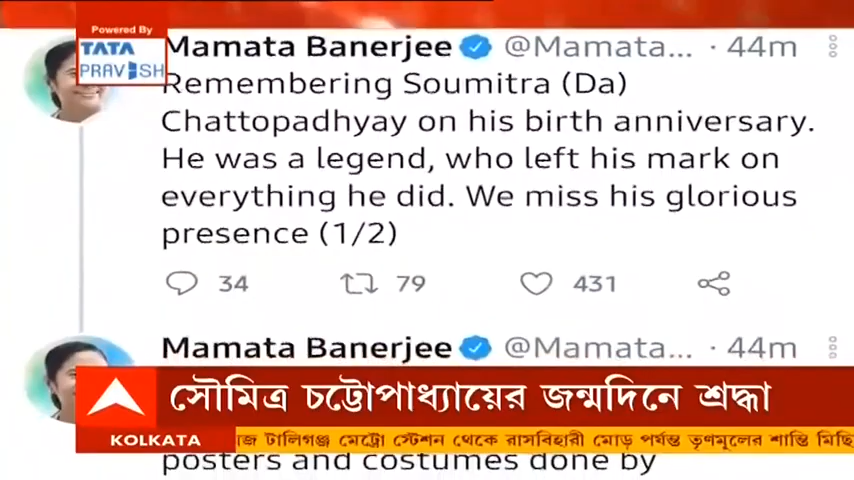 Powered By
TATA
PRAVESH
Mamata Banerjee @Mamata... · 44m
Remembering Soumitra (Da)
Chattopadhyay on his birth anniversary.
He was a legend, who left his mark on
everything he did. We miss his glorious
presence (1/2)
34 79 431
Mamata Banerjee @Mamata... · 44m
সৌমিত্র চট্টোপাধ্যায়ের জন্মদিনে শ্রদ্ধা
KOLKATA
টালিগঞ্জ মেট্রো স্টেশন থেকে রাসবিহারী মোড় পর্যন্ত তৃণমূলের শান্তি
posters and costumes done by